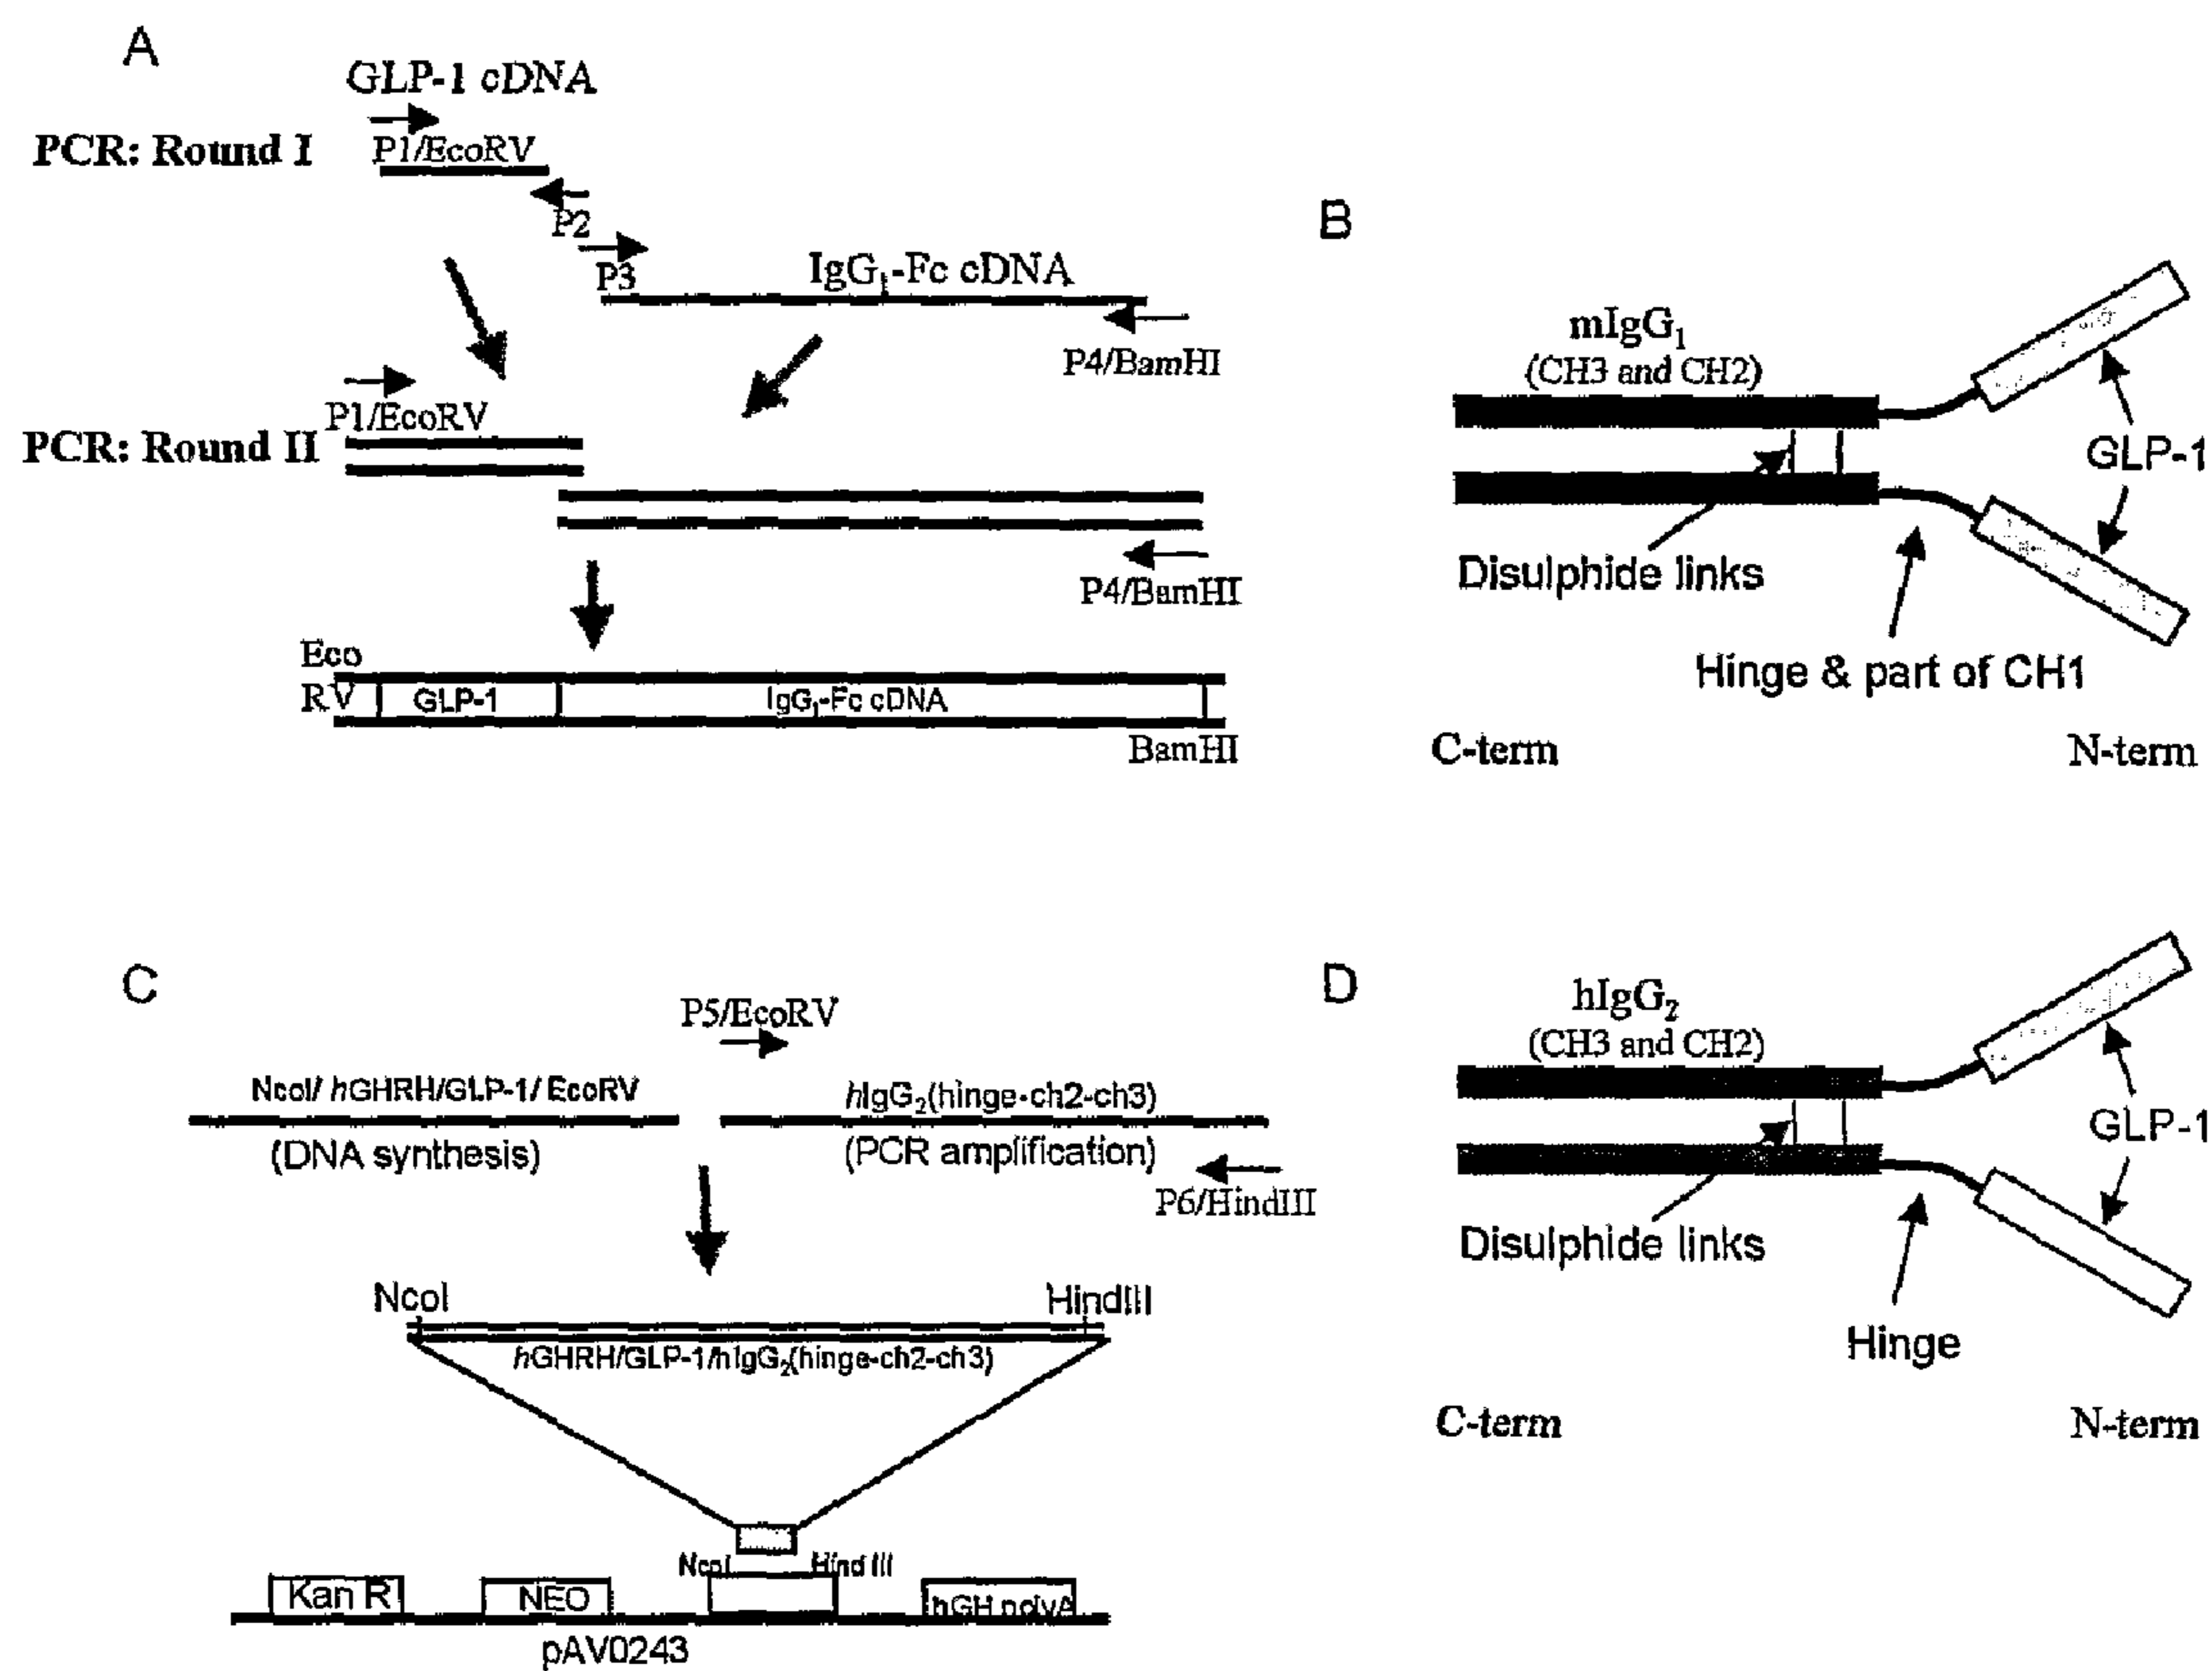 A
GLP-1 cDNA
PCR: Round I
P1/EcoRV
P2
P3
IgG₁-Fc cDNA
P4/BamHI
P1/EcoRV
PCR: Round II
P4/BamHI
Eco
RV
GLP-1
IgG₁-Fc cDNA
BamHI
B
mIgG₁
(CH3 and CH2)
GLP-1
Disulphide links
Hinge & part of CH1
C-term
N-term
C
P5/EcoRV
NcoI/ hGHRH/GLP-1/ EcoRV
hIgG₂(hinge-ch2-ch3)
(DNA synthesis)
(PCR amplification)
P6/HindIII
NcoI
HindIII
hGHRH/GLP-1/hIgG₂(hinge-ch2-ch3)
NcoI
Hind III
Kan R
NEO
hGH polyA
pAV0243
D
hIgG₂
(CH3 and CH2)
GLP-1
Disulphide links
Hinge
C-term
N-term